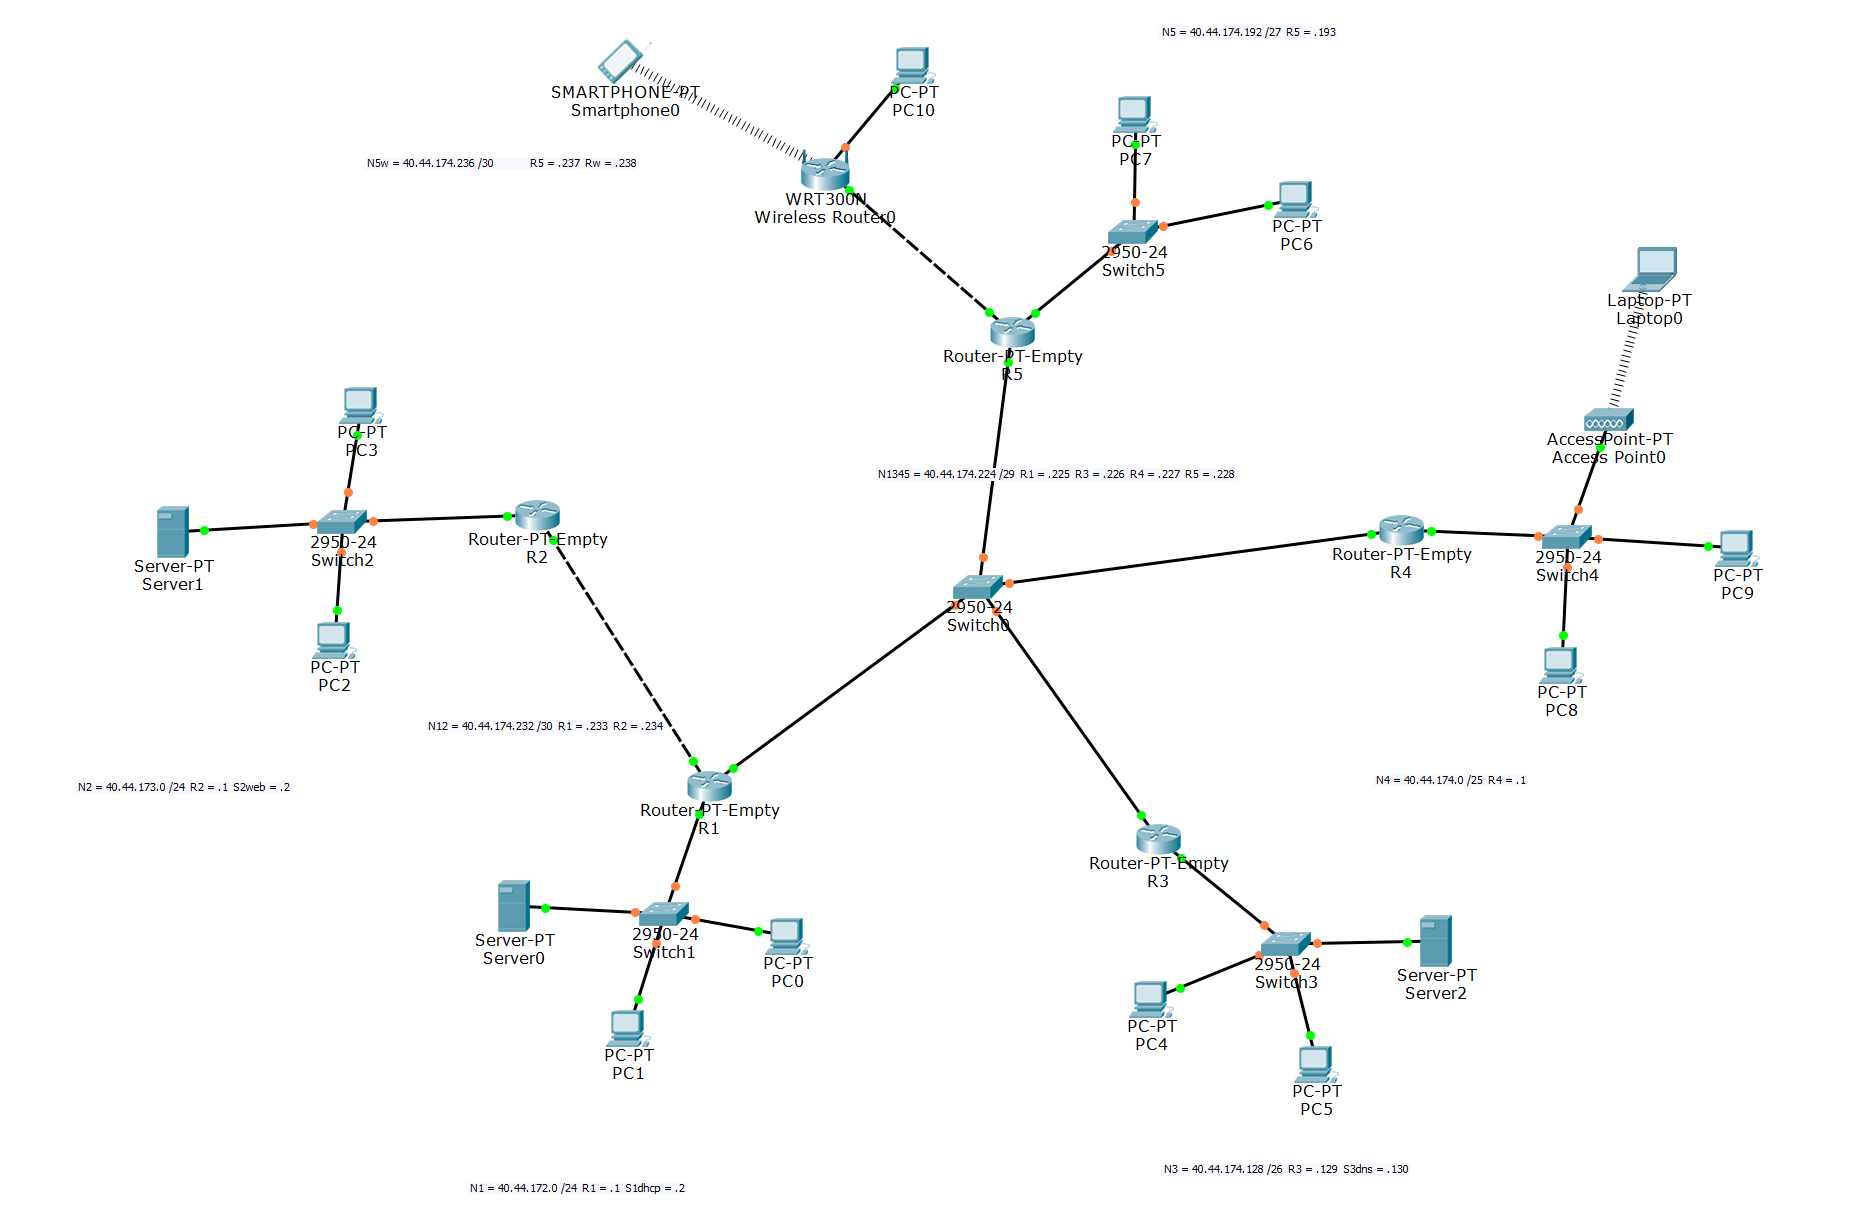 N5 = 40.44.174.192 /27 R5 = .193
SMARTPHONE-PT
Smartphone0
PC-PT
PC10
N5w = 40.44.174.236 /30 R5 = .237 Rw = .238
WRT300N
Wireless Router0
PC-PT
PC7
PC-PT
PC6
2950-24
Switch5
Laptop-PT
Laptop0
Router-PT-Empty
R5
PC-PT
PC3
AccessPoint-PT
Access Point0
N1345 = 40.44.174.224 /29 R1 = .225 R3 = .226 R4 = .227 R5 = .228
Server-PT
Server1
2950-24
Switch2
Router-PT-Empty
R2
Router-PT-Empty
R4
2950-24
Switch4
PC-PT
PC9
2950-24
Switch0
PC-PT
PC2
PC-PT
PC8
N12 = 40.44.174.232 /30 R1 = .233 R2 = .234
N2 = 40.44.173.0 /24 R2 = .1 S2web = .2
N4 = 40.44.174.0 /25 R4 = .1
Router-PT-Empty
R1
Router-PT-Empty
R3
Server-PT
Server0
2950-24
Switch1
PC-PT
PC0
2950-24
Switch3
Server-PT
Server2
PC-PT
PC4
PC-PT
PC1
PC-PT
PC5
N3 = 40.44.174.128 /26 R3 = .129 S3dns = .130
N1 = 40.44.172.0 /24 R1 = .1 S1dhcp = .2